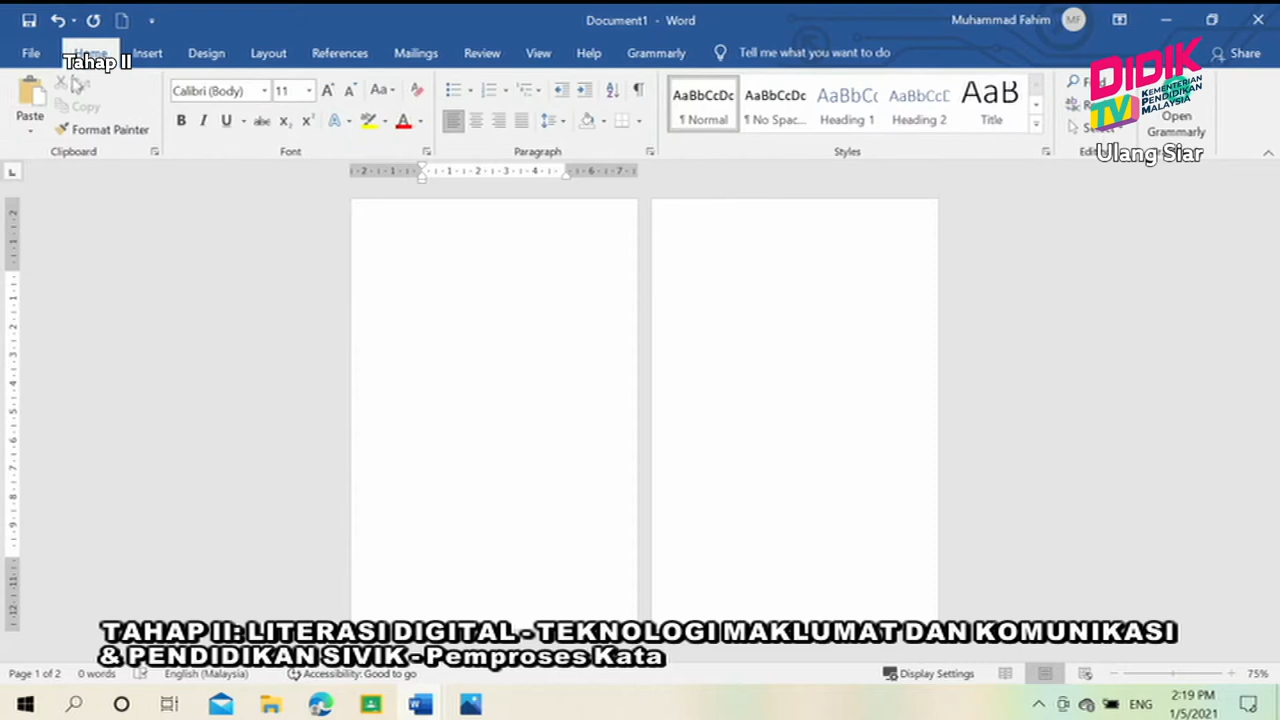 Document1 - Word
Muhammad Fahim
MF
File
Home
Insert
Design
Layout
References
Mailings
Review
View
Help
Grammarly
Tell me what you want to do
Share
Tahap II
Paste
Copy
Format Painter
Clipboard
Calibri (Body)
11
Font
Paragraph
AaBbCcDc
¶ Normal
AaBbCcDc
¶ No Spac...
AaBbCc
Heading 1
AaBbCcD
Heading 2
AaB
Title
Styles
Open
Grammarly
DIDIK
TV
KEMENTERIAN
PENDIDIKAN
MALAYSIA
Ulang Siar
TAHAP II: LITERASI DIGITAL - TEKNOLOGI MAKLUMAT DAN KOMUNIKASI
& PENDIDIKAN SIVIK - Pemproses Kata
Page 1 of 2
0 words
English (Malaysia)
Accessibility: Good to go
Display Settings
75%
ENG
2:19 PM
1/5/2021